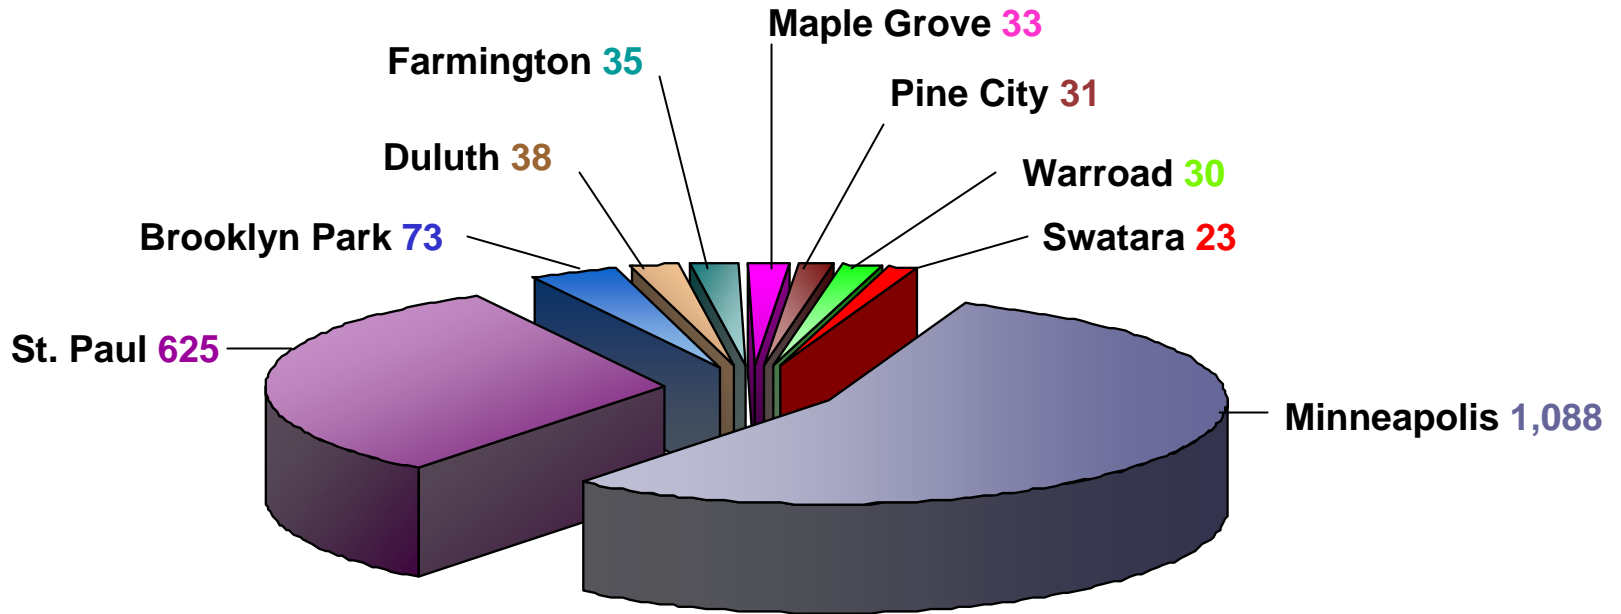 Maple Grove 33
Farmington 35
Pine City 31
Duluth 38
Warroad 30
Brooklyn Park 73
Swatara 23
St. Paul 625
Minneapolis 1,088